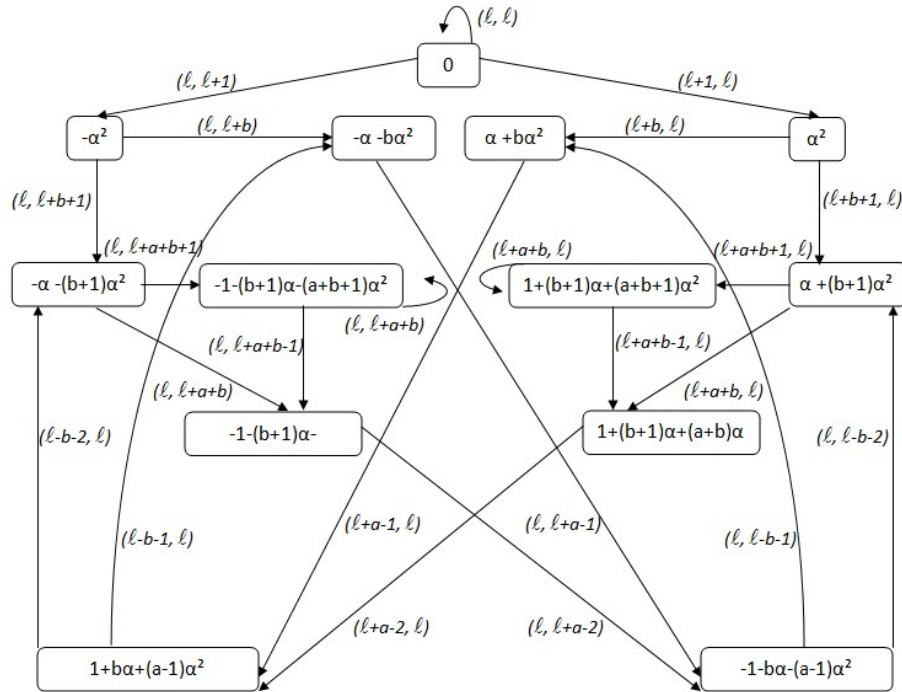 (ℓ, ℓ)
0
(ℓ, ℓ+1)
(ℓ+1, ℓ)
-α²
(ℓ, ℓ+b)
-α -bα²
α +bα²
(ℓ+b, ℓ)
α²
(ℓ, ℓ+b+1)
(ℓ+b+1, ℓ)
(ℓ, ℓ+a+b+1)
(ℓ+a+b, ℓ)
(ℓ+a+b+1, ℓ)
-α -(b+1)α²
-1-(b+1)α-(a+b+1)α²
1+(b+1)α+(a+b+1)α²
α +(b+1)α²
(ℓ, ℓ+a+b)
(ℓ, ℓ+a+b-1)
(ℓ+a+b-1, ℓ)
(ℓ, ℓ+a+b)
(ℓ+a+b, ℓ)
-1-(b+1)α-
1+(b+1)α+(a+b)α
(ℓ-b-2, ℓ)
(ℓ, ℓ-b-2)
(ℓ-b-1, ℓ)
(ℓ+a-1, ℓ)
(ℓ, ℓ+a-1)
(ℓ, ℓ-b-1)
(ℓ+a-2, ℓ)
(ℓ, ℓ+a-2)
1+bα+(a-1)α²
-1-bα-(a-1)α²